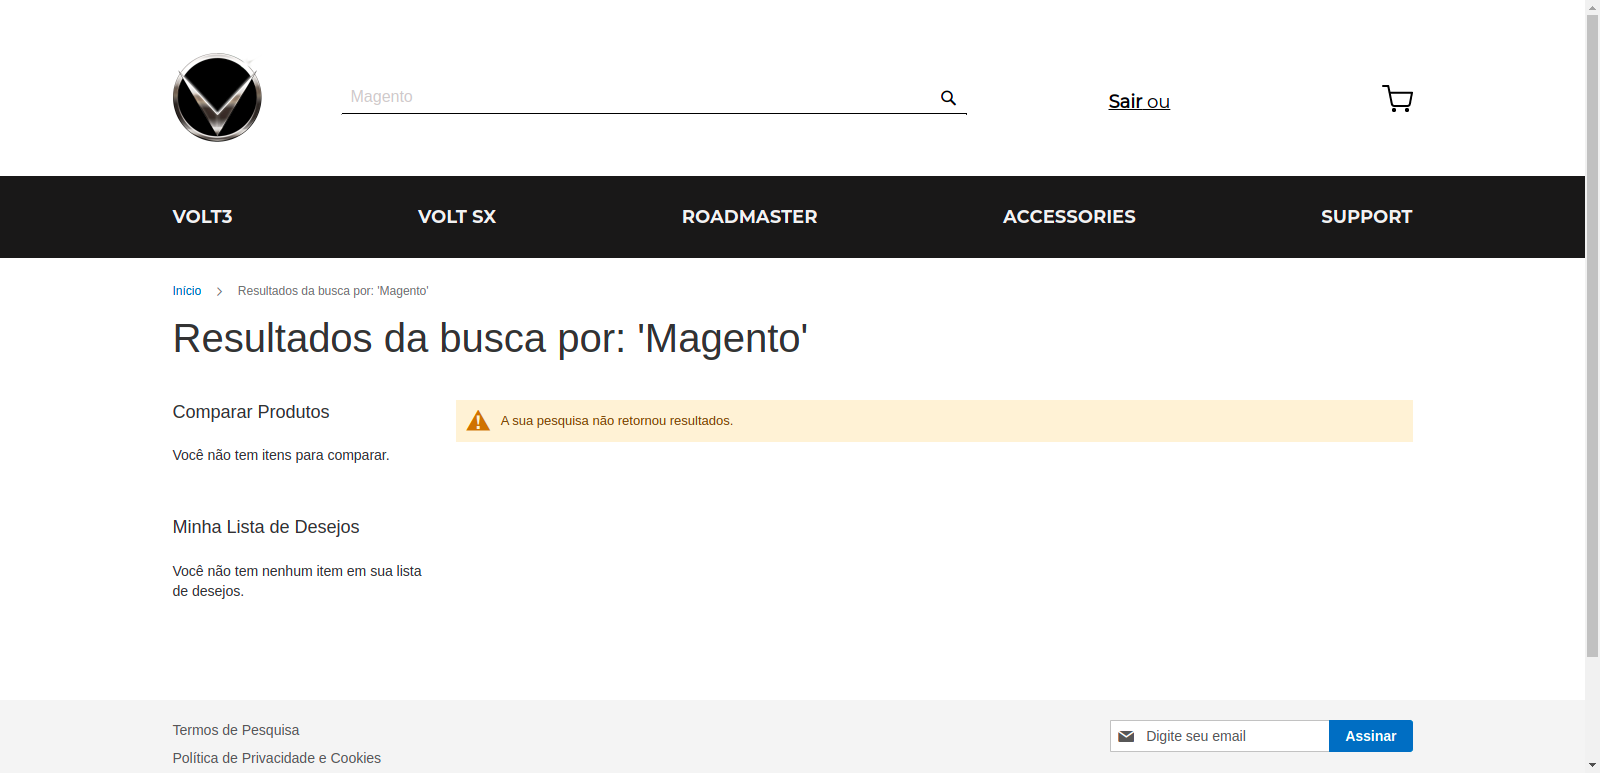 Magento
Sair ou
VOLT3 VOLT SX ROADMASTER ACCESSORIES SUPPORT
Início Resultados da busca por: 'Magento'
Resultados da busca por: 'Magento'
Comparar Produtos
Você não tem itens para comparar.
A sua pesquisa não retornou resultados.
Minha Lista de Desejos
Você não tem nenhum item em sua lista
de desejos.
Termos de Pesquisa
Política de Privacidade e Cookies
Digite seu email Assinar